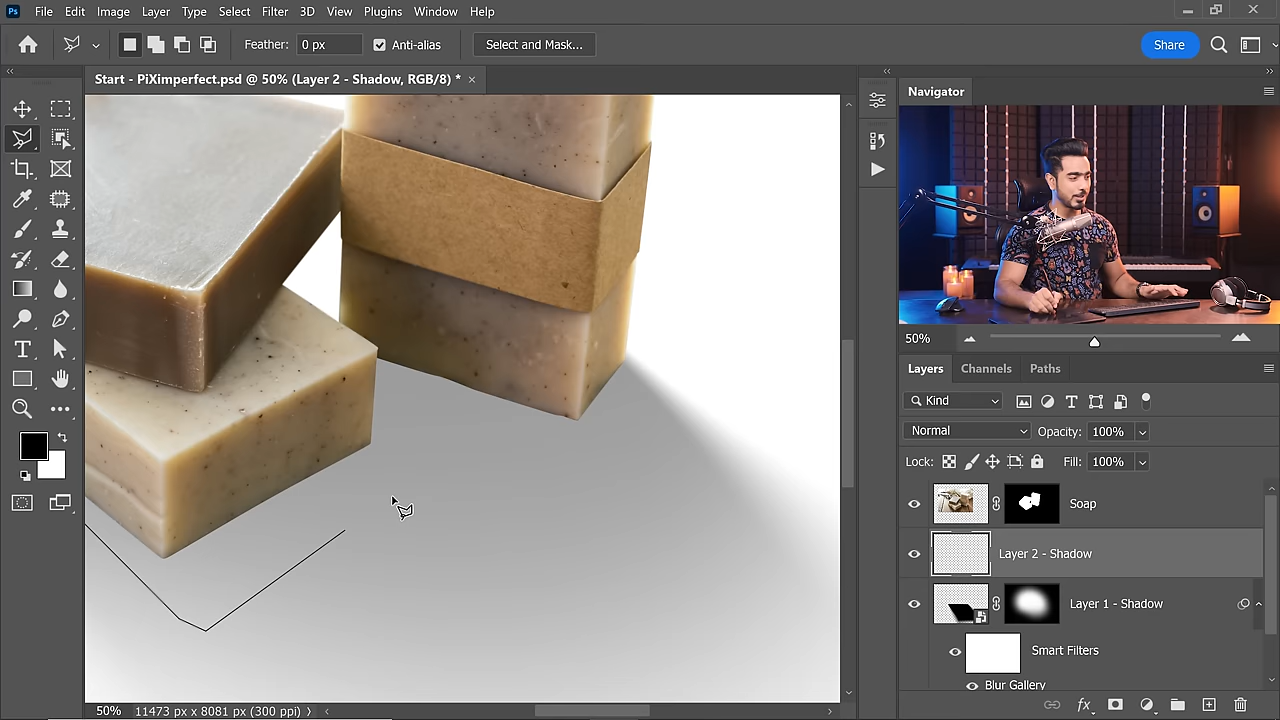 Ps File Edit Image Layer Type Select Filter 3D View Plugins Window Help
Feather: 0 px Anti-alias Select and Mask... Share
Start - PiXimperfect.psd @ 50% (Layer 2 - Shadow, RGB/8) * ×
Navigator
50%
Layers Channels Paths
Kind
Normal Opacity: 100%
Lock: Fill: 100%
Soap
Layer 2 - Shadow
Layer 1 - Shadow
Smart Filters
Blur Gallery
50% 11473 px x 8081 px (300 ppi)
fx